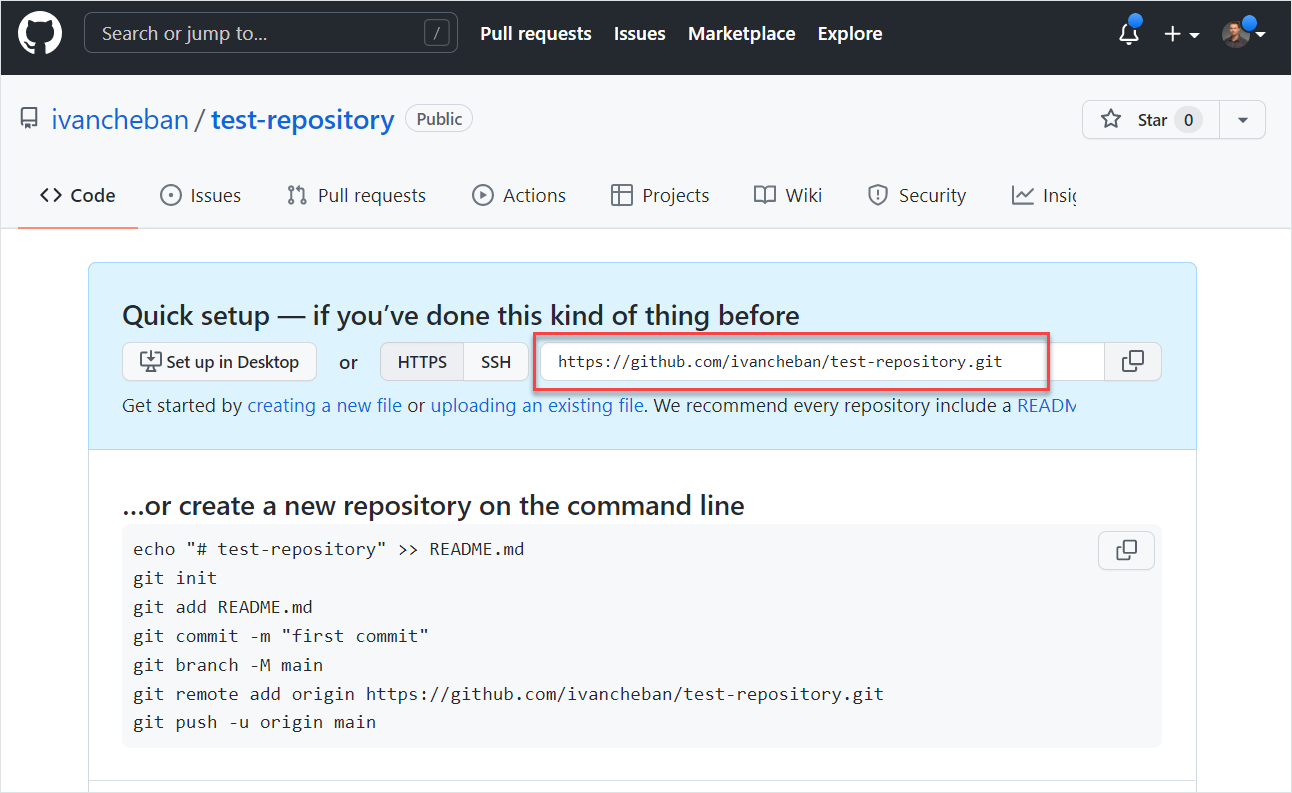 Search or jump to... /
Pull requests Issues Marketplace Explore
ivancheban / test-repository Public
Star 0
Code Issues Pull requests Actions Projects Wiki Security
Quick setup — if you’ve done this kind of thing before
Set up in Desktop or HTTPS SSH https://github.com/ivancheban/test-repository.git
Get started by creating a new file or uploading an existing file. We recommend every repository include a
...or create a new repository on the command line
echo "# test-repository" >> README.md
git init
git add README.md
git commit -m "first commit"
git branch -M main
git remote add origin https://github.com/ivancheban/test-repository.git
git push -u origin main